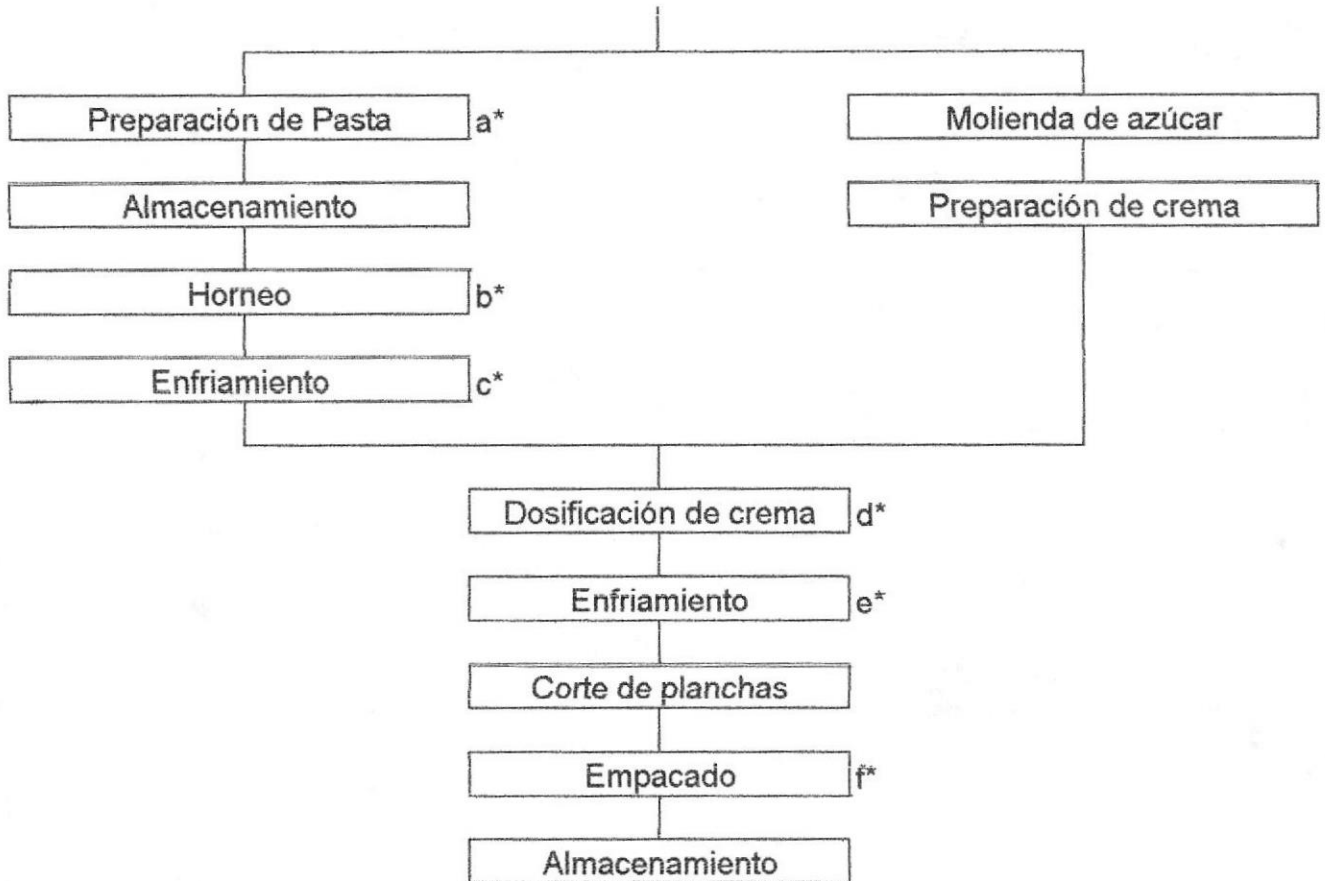 Preparación de Pasta a*
Molienda de azúcar
Almacenamiento
Preparación de crema
Horneo b*
Enfriamiento c*
Dosificación de crema d*
Enfriamiento e*
Corte de planchas
Empacado f*
Almacenamiento